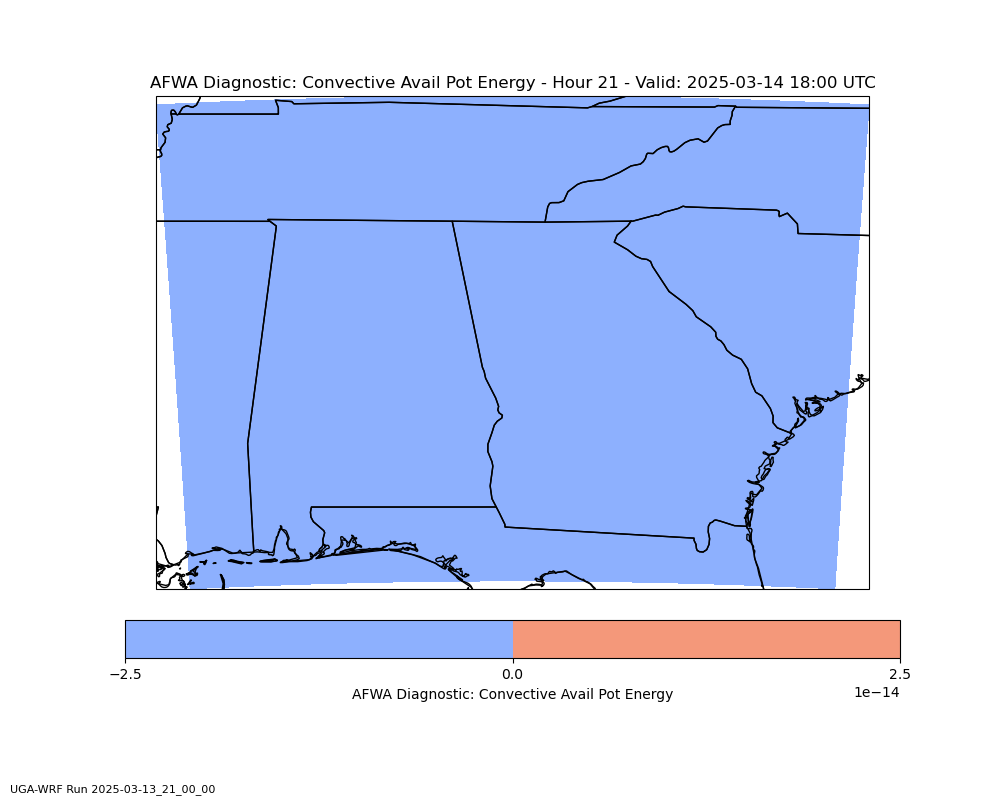 AFWA Diagnostic: Convective Avail Pot Energy - Hour 21 - Valid: 2025-03-14 18:00 UTC
−2.5 0.0 2.5
1e−14
AFWA Diagnostic: Convective Avail Pot Energy
UGA-WRF Run 2025-03-13_21_00_00